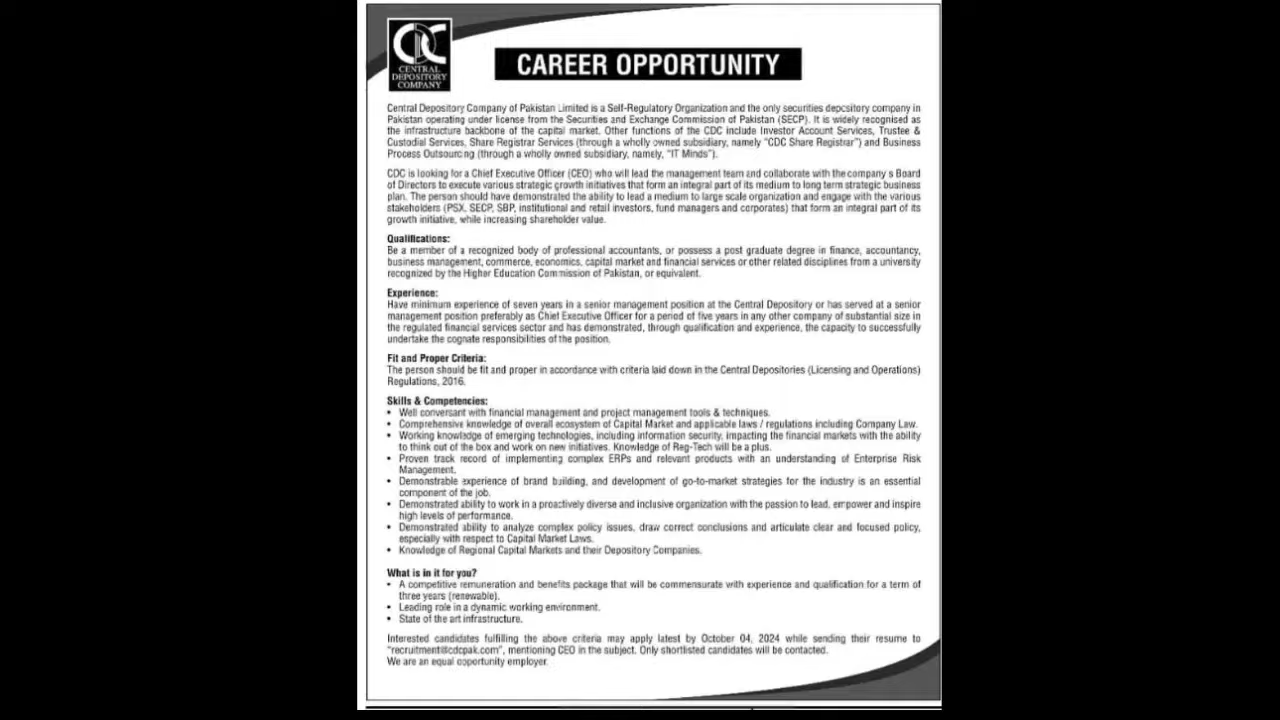 CDC
CENTRAL
DEPOSITORY
COMPANY
CAREER OPPORTUNITY
Central Depository Company of Pakistan Limited is a Self-Regulatory Organization and the only securities depository company in
Pakistan operating under license from the Securities and Exchange Commission of Pakistan (SECP). It is widely recognised as
the infrastructure backbone of the capital market. Other functions of the CDC include Investor Account Services, Trustee &
Custodial Services, Share Registrar Services (through a wholly owned subsidiary, namely "CDC Share Registrar") and Business
Process Outsourcing (through a wholly owned subsidiary, namely, "IT Minds").
CDC is looking for a Chief Executive Officer (CEO) who will lead the management team and collaborate with the company s Board
of Directors to execute various strategic growth initiatives that form an integral part of its medium to long term strategic business
plan. The person should have demonstrated the ability to lead a medium to large scale organization and engage with the various
stakeholders (PSX, SECP, SBP, institutional and retail investors, fund managers and corporates) that form an integral part of its
growth initiative, while increasing shareholder value.
Qualifications:
Be a member of a recognized body of professional accountants, or possess a post graduate degree in finance, accountancy,
business management, commerce, economics, capital market and financial services or other related disciplines from a university
recognized by the Higher Education Commission of Pakistan, or equivalent.
Experience:
Have minimum experience of seven years in a senior management position at the Central Depository or has served at a senior
management position preferably as Chief Executive Officer for a period of five years in any other company of substantial size in
the regulated financial services sector and has demonstrated, through qualification and experience, the capacity to successfully
undertake the cognate responsibilities of the position.
Fit and Proper Criteria:
The person should be fit and proper in accordance with criteria laid down in the Central Depositories (Licensing and Operations)
Regulations, 2016.
Skills & Competencies:
• Well conversant with financial management and project management tools & techniques.
• Comprehensive knowledge of overall ecosystem of Capital Market and applicable laws / regulations including Company Law.
• Working knowledge of emerging technologies, including information security, impacting the financial markets with the ability
to think out of the box and work on new initiatives. Knowledge of Reg-Tech will be a plus.
• Proven track record of implementing complex ERPs and relevant products with an understanding of Enterprise Risk
Management.
• Demonstrable experience of brand building, and development of go-to-market strategies for the industry is an essential
component of the job.
• Demonstrated ability to work in a proactively diverse and inclusive organization with the passion to lead, empower and inspire
high levels of performance.
• Demonstrated ability to analyze complex policy issues, draw correct conclusions and articulate clear and focused policy,
especially with respect to Capital Market Laws.
• Knowledge of Regional Capital Markets and their Depository Companies.
What is in it for you?
• A competitive remuneration and benefits package that will be commensurate with experience and qualification for a term of
three years (renewable).
• Leading role in a dynamic working environment.
• State of the art infrastructure.
Interested candidates fulfilling the above criteria may apply latest by October 04, 2024 while sending their resume to
"recruitment@cdcpak.com", mentioning CEO in the subject. Only shortlisted candidates will be contacted.
We are an equal opportunity employer.